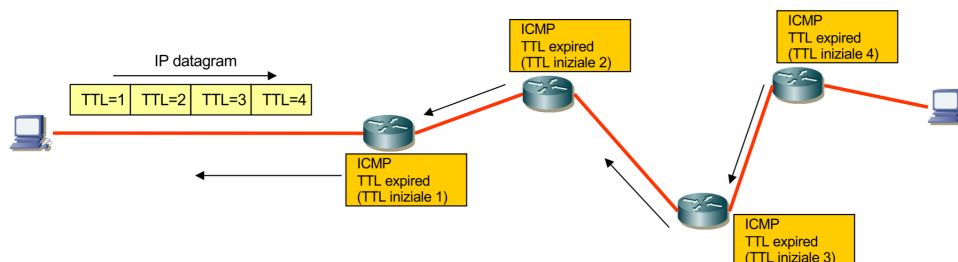 IP datagram
TTL=1 TTL=2 TTL=3 TTL=4
ICMP
TTL expired
(TTL iniziale 1)
ICMP
TTL expired
(TTL iniziale 2)
ICMP
TTL expired
(TTL iniziale 3)
ICMP
TTL expired
(TTL iniziale 4)